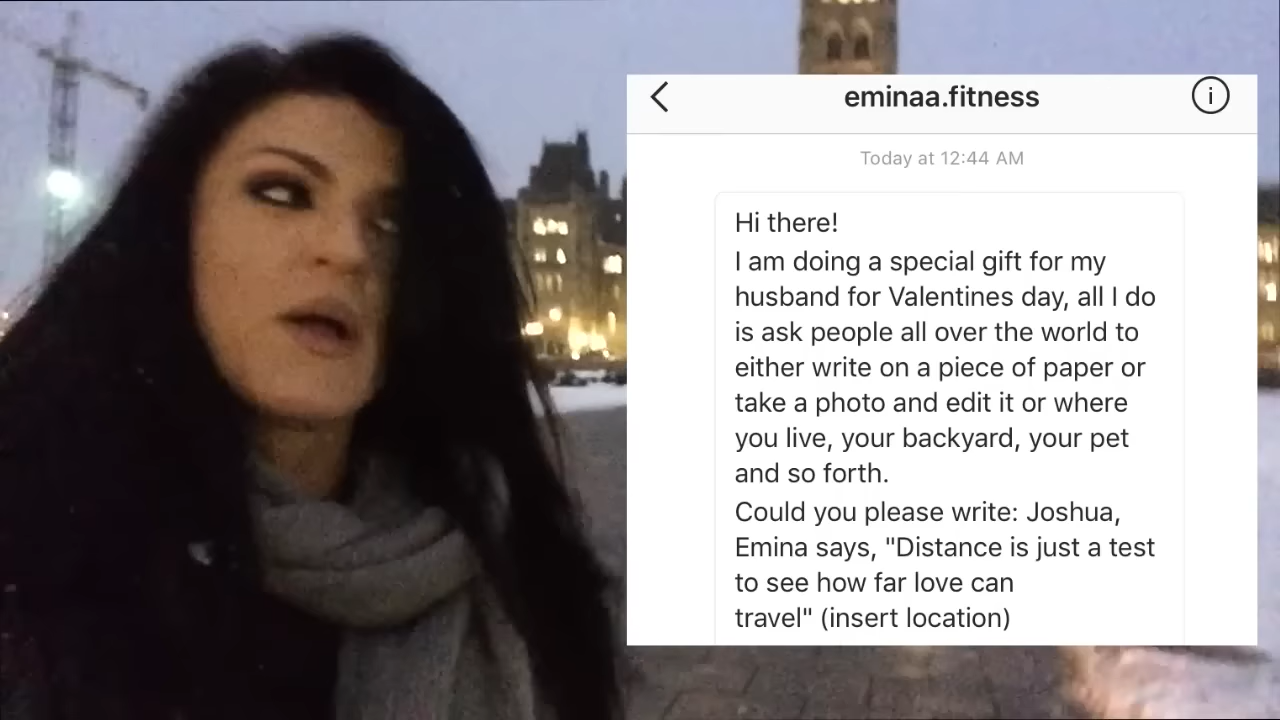 eminaa.fitness
Today at 12:44 AM
Hi there!
I am doing a special gift for my
husband for Valentines day, all I do
is ask people all over the world to
either write on a piece of paper or
take a photo and edit it or where
you live, your backyard, your pet
and so forth.
Could you please write: Joshua,
Emina says, "Distance is just a test
to see how far love can
travel" (insert location)